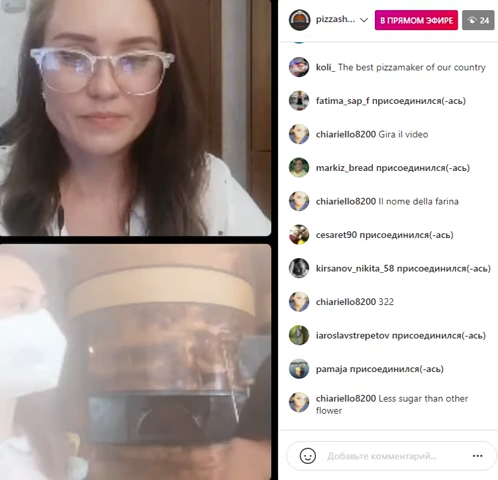 pizzash...
В ПРЯМОМ ЭФИРЕ
24
koli_ The best pizzamaker of our country
fatima_sap_f присоединился(-ась)
chiariello8200 Gira il video
markiz_bread присоединился(-ась)
chiariello8200 Il nome della farina
cesaret90 присоединился(-ась)
kirsanov_nikita_58 присоединился(-ась)
chiariello8200 322
iaroslavstrepetov присоединился(-ась)
pamaja присоединился(-ась)
chiariello8200 Less sugar than other
flower
Добавьте комментарий...